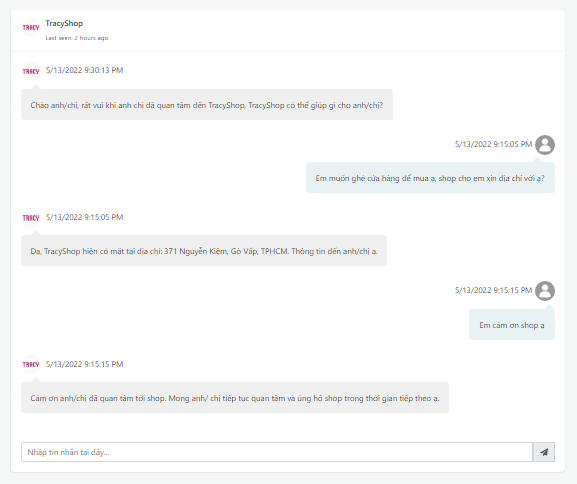 TRACY
TracyShop
Last seen: 2 hours ago
TRACY
5/13/2022 9:30:13 PM
Chào anh/chị, rất vui khi anh chị đã quan tâm đến TracyShop, TracyShop có thể giúp gì cho anh/chị?
5/13/2022 9:15:05 PM
Em muốn ghé cửa hàng để mua ạ, shop cho em xin địa chỉ với ạ?
TRACY
5/13/2022 9:15:05 PM
Dạ, TracyShop hiện có mặt tại địa chỉ: 371 Nguyễn Kiệm, Gò Vấp, TPHCM. Thông tin đến anh/chị ạ.
5/13/2022 9:15:15 PM
Em cảm ơn shop ạ
TRACY
5/13/2022 9:15:15 PM
Cảm ơn anh/chị đã quan tâm tới shop. Mong anh/ chị tiếp tục quan tâm và ủng hộ shop trong thời gian tiếp theo ạ.
Nhập tin nhắn tại đây...